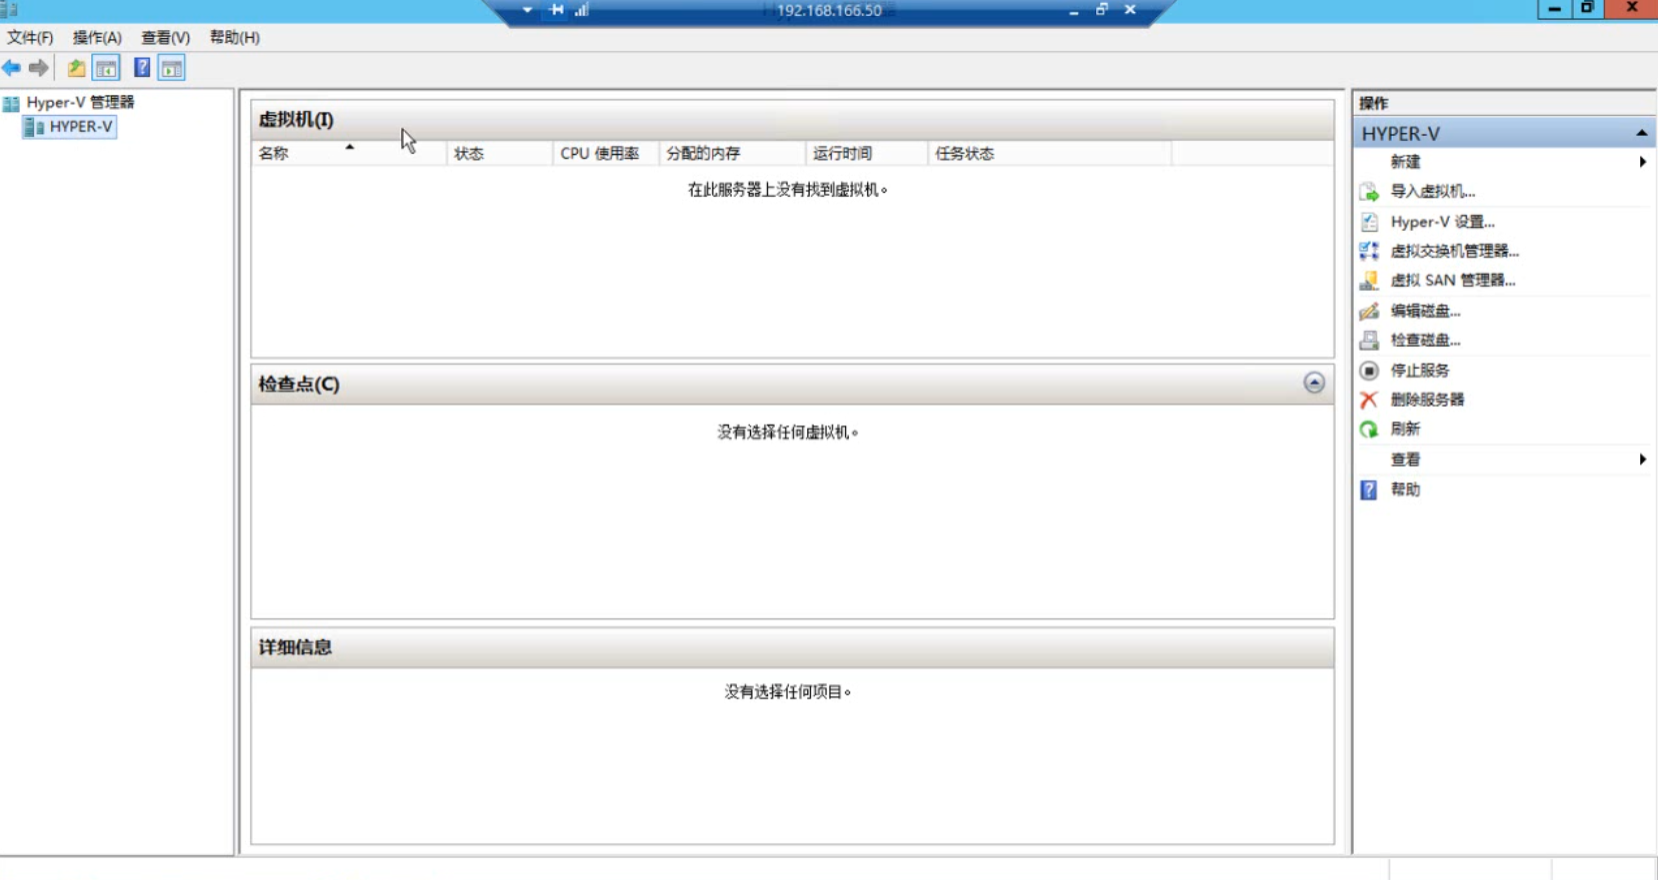 192.168.166.50
文件(F) 操作(A) 查看(V) 帮助(H)
Hyper-V 管理器
HYPER-V
虚拟机(I)
名称 状态 CPU 使用率 分配的内存 运行时间 任务状态
在此服务器上没有找到虚拟机。
检查点(C)
没有选择任何虚拟机。
详细信息
没有选择任何项目。
操作
HYPER-V
新建
导入虚拟机...
Hyper-V 设置...
虚拟交换机管理器...
虚拟 SAN 管理器...
编辑磁盘...
检查磁盘...
停止服务
删除服务器
刷新
查看
帮助